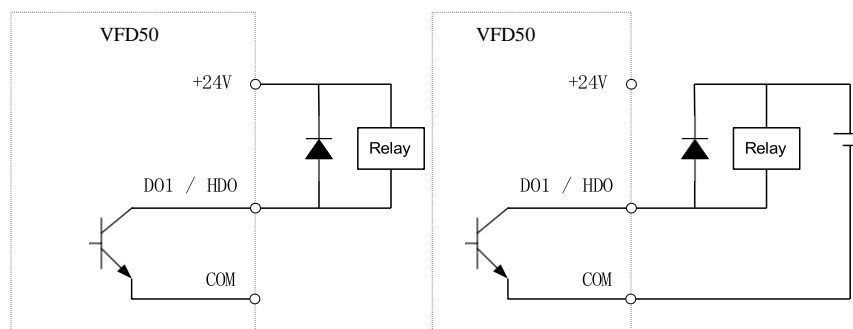 VFD50
+24V
Relay
DO1 / HDO
COM
VFD50
+24V
Relay
DO1 / HDO
COM